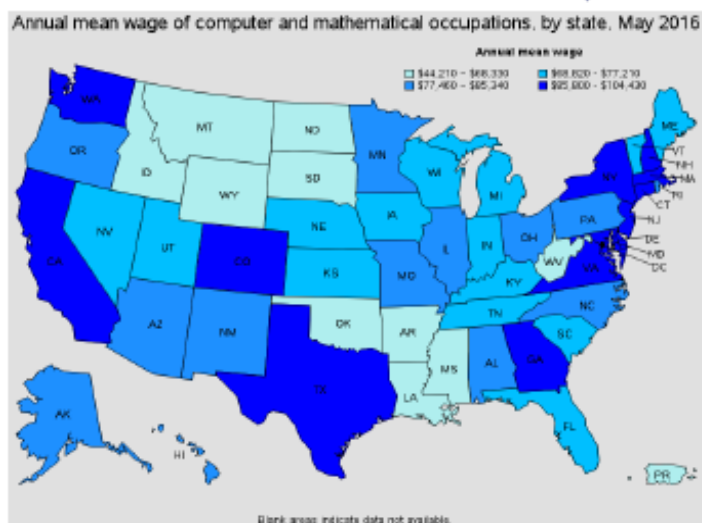 Annual mean wage of computer and mathematical occupations, by state, May 2016
Annual mean wage
$44,210 - $68,330
$68,820 - $77,210
$77,460 - $85,340
$85,800 - $104,430
WA
MT
ND
MN
ME
OR
ID
SD
WI
VT
NH
WY
MI
NY
MA
RI
CT
NV
NE
IA
PA
NJ
UT
IL
IN
OH
DE
CA
CO
WV
MD
KS
MO
KY
VA
DC
AZ
NM
OK
AR
TN
NC
SC
TX
MS
AL
GA
LA
AK
HI
FL
PR
Blank areas indicate data not available.